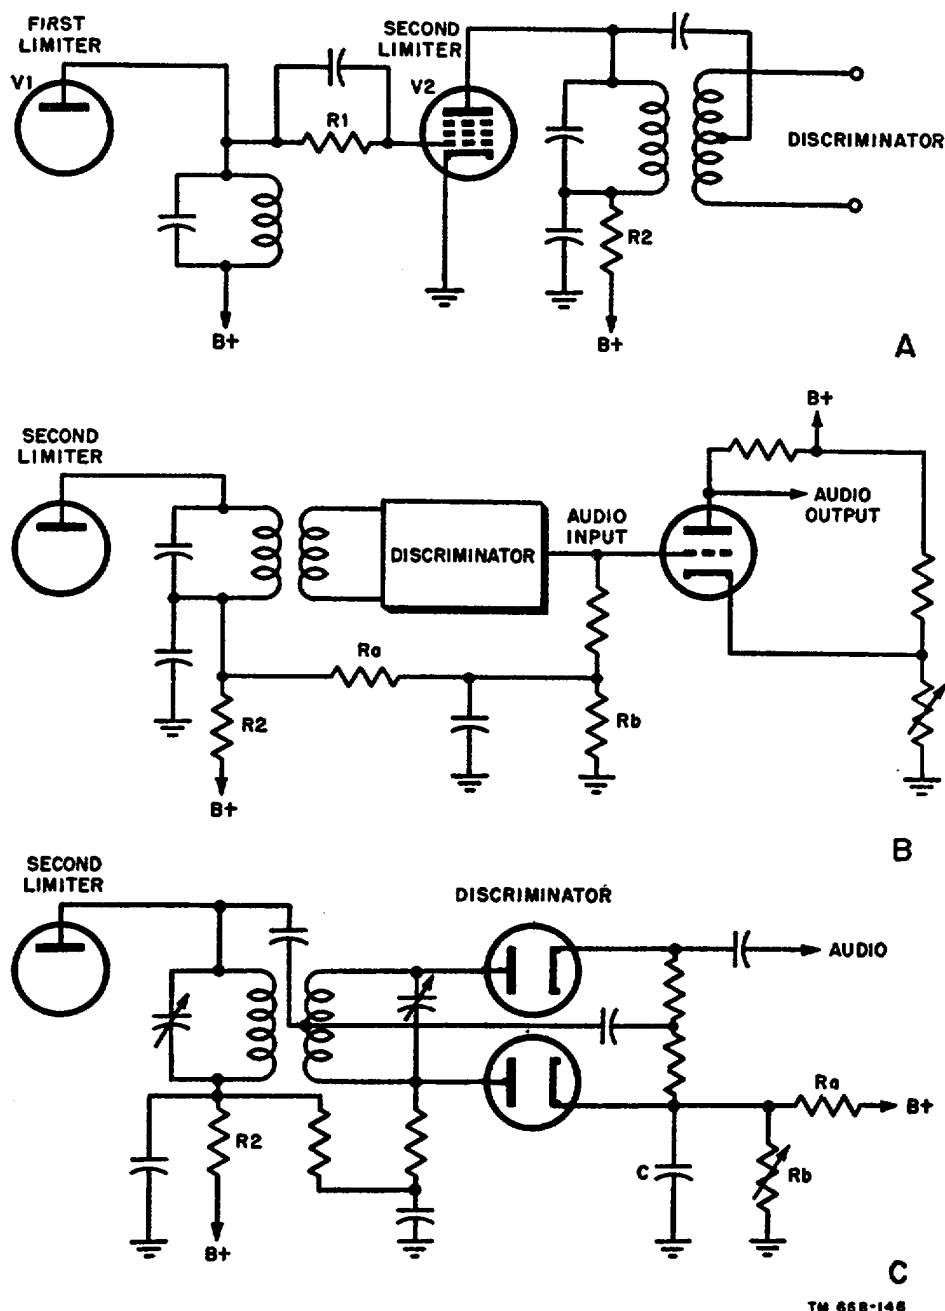 FIRST
LIMITER
V1
R1
SECOND
LIMITER
V2
DISCRIMINATOR
R2
B+
B+
A
SECOND
LIMITER
DISCRIMINATOR
AUDIO
INPUT
B+
AUDIO
OUTPUT
Ra
R2
Rb
B+
B
SECOND
LIMITER
DISCRIMINATOR
AUDIO
Ra
B+
R2
C
Rb
B+
C
TM 668-146